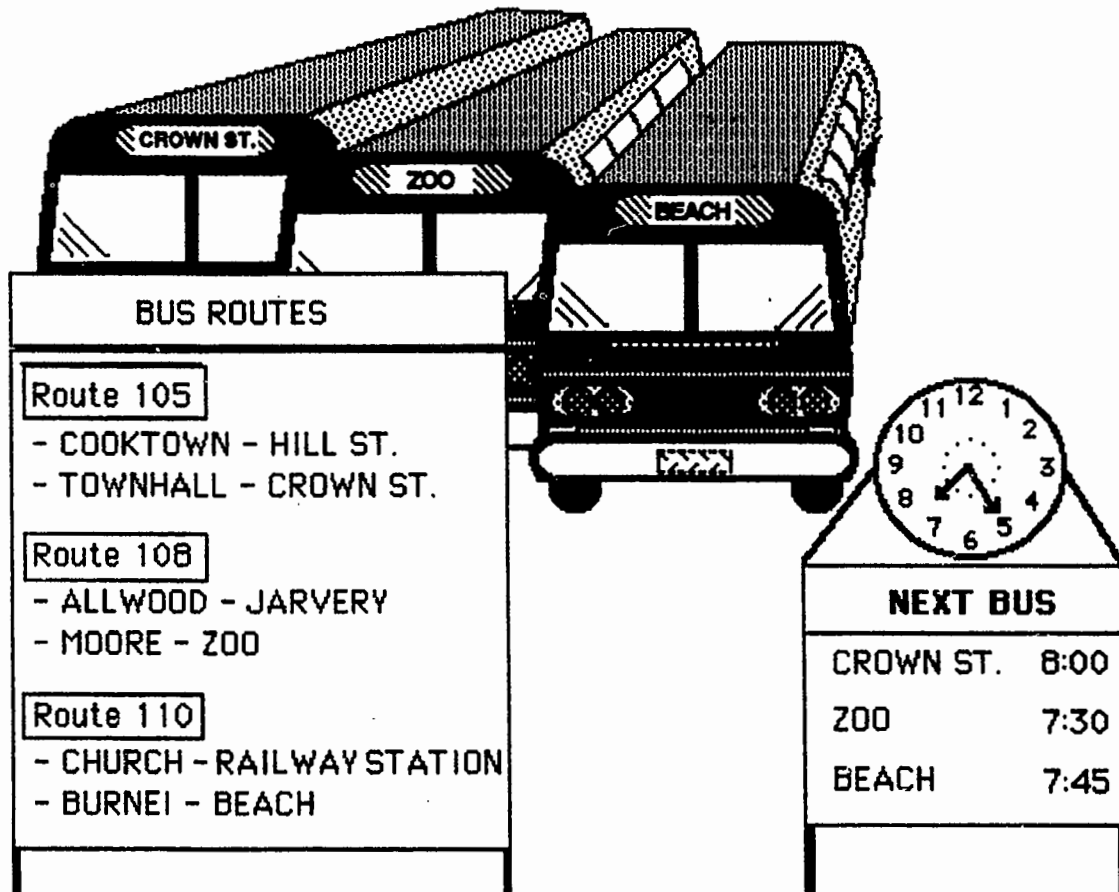 CROWN ST.
ZOO
BEACH
BUS ROUTES
Route 105
- COOKTOWN - HILL ST.
- TOWNHALL - CROWN ST.
Route 108
- ALLWOOD - JARVERY
- MOORE - ZOO
Route 110
- CHURCH - RAILWAY STATION
- BURNEI - BEACH
12
1
2
3
4
5
6
7
8
9
10
11
NEXT BUS
CROWN ST. 8:00
ZOO 7:30
BEACH 7:45